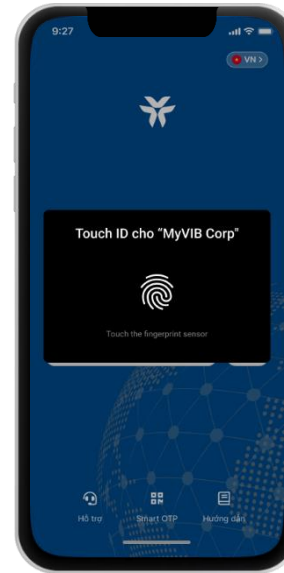 9:27
VN >
Touch ID cho “MyVIB Corp"
Touch the fingerprint sensor
Hỗ trợ
Smart OTP
Hướng dẫn